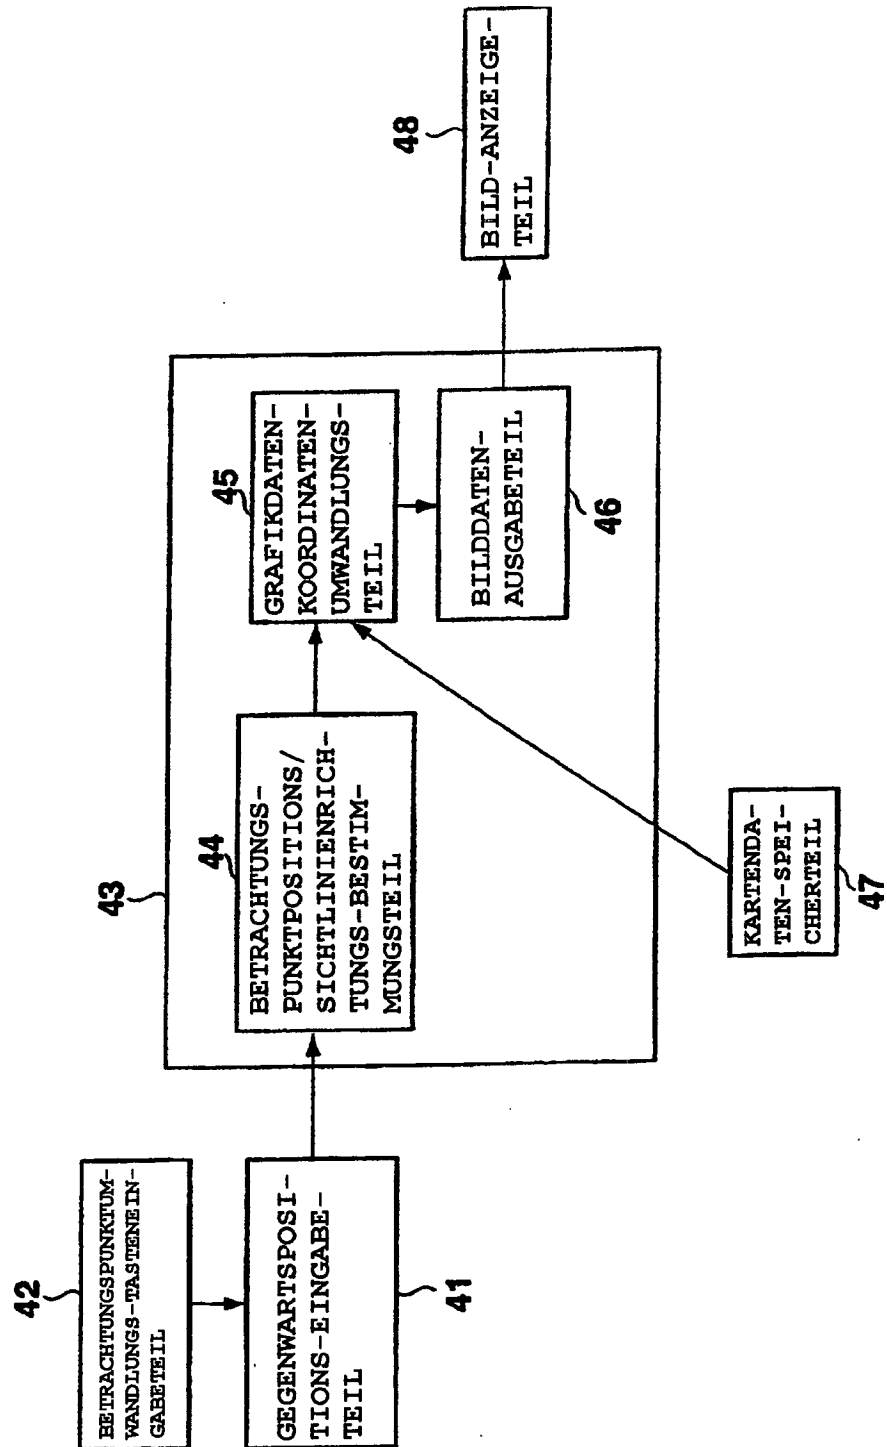 42
BETRACHTUNGSPUNKTUM-
WANDLUNGS-TASTENEIN-
GABETEIL
GEGENWARTSPOSI-
TIONS-EINGABE-
TEIL
41
43
44
BETRACHTUNGS-
PUNKTPOSITIONS/
SICHTLINIENRICH-
TUNGS-BESTIM-
MUNGSTEIL
45
GRAFIKDATEN-
KOORDINATEN-
UMWANDLUNGS-
TEIL
BILDDATEN-
AUSGABETEIL
46
KARTENDA-
TEN-SPEI-
CHERTEIL
47
48
BILD-ANZEIGE-
TEIL